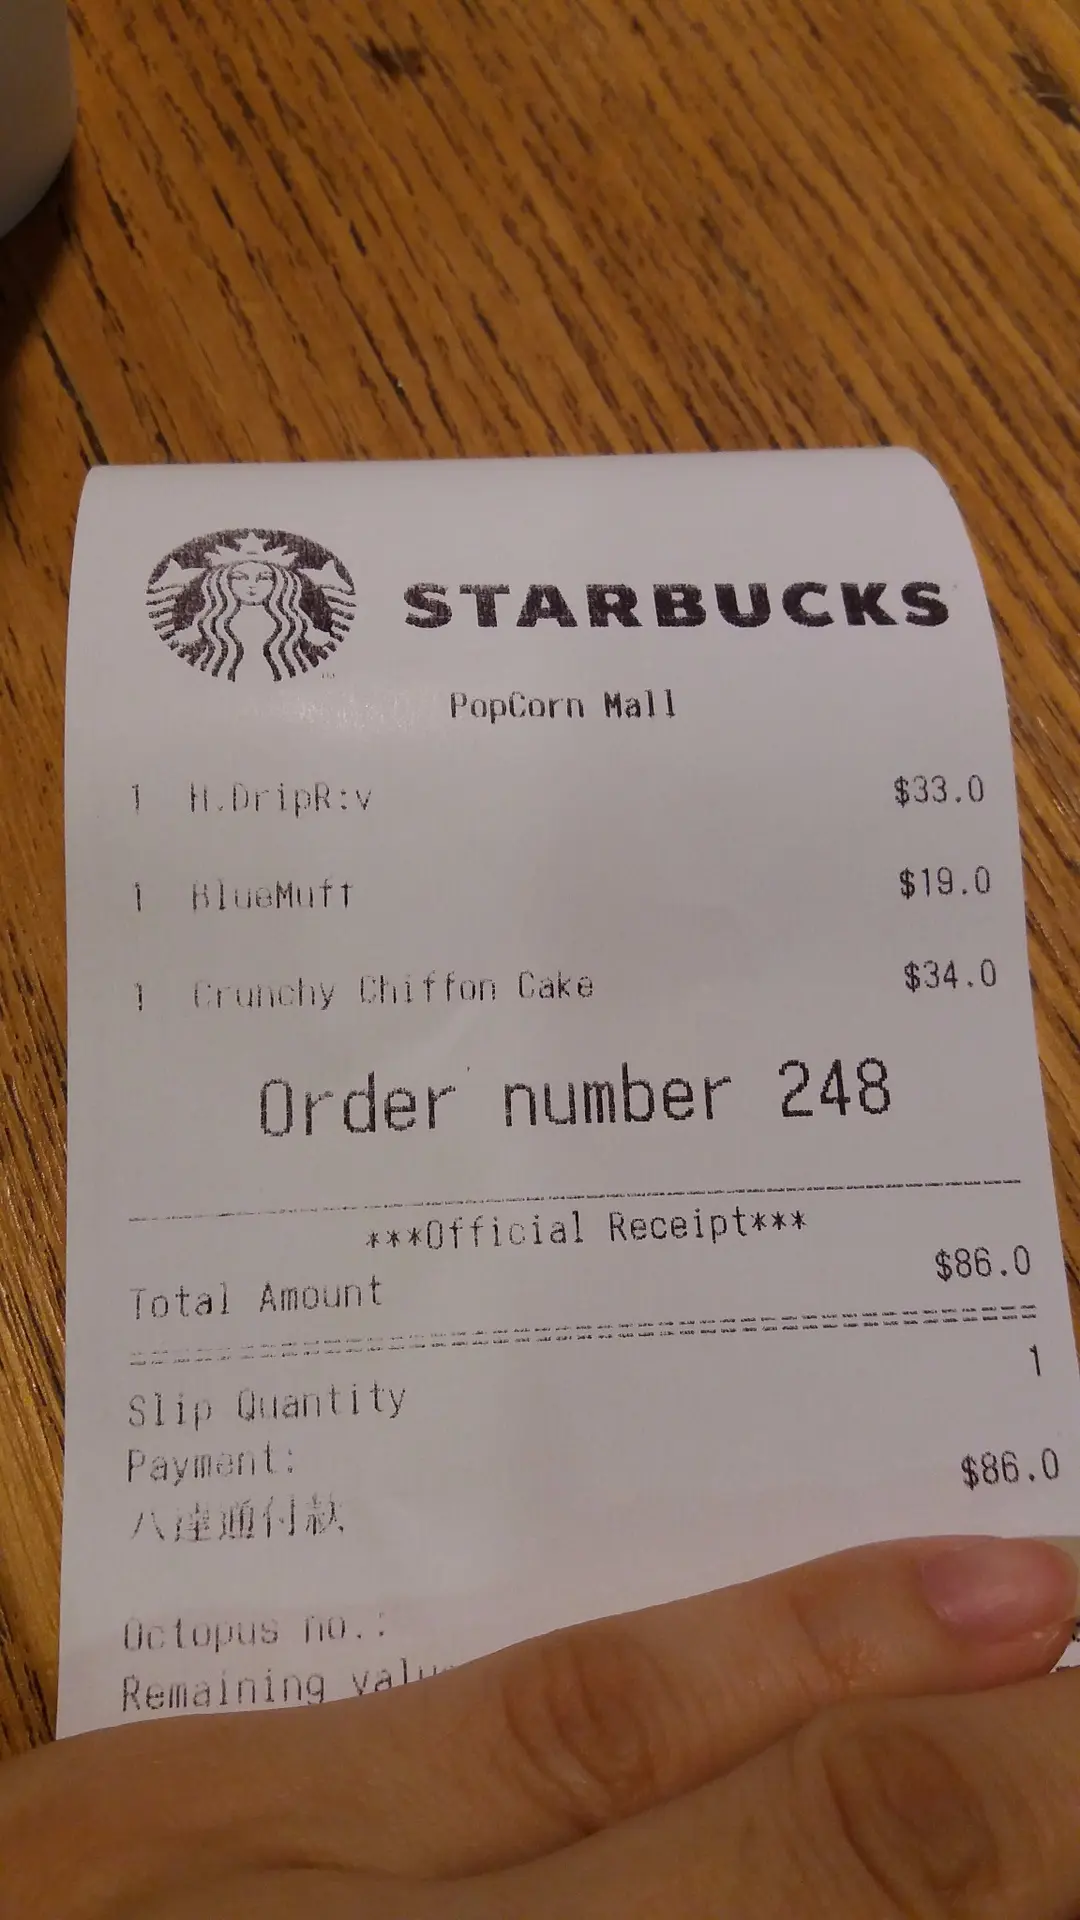 STARBUCKS
PopCorn Mall
1 H.DripR:v $33.0
1 BlueMuff $19.0
1 Crunchy Chiffon Cake $34.0
Order number 248
***Official Receipt***
Total Amount $86.0
Slip Quantity 1
Payment:
八達通付款 $86.0
Octopus no.:
Remaining